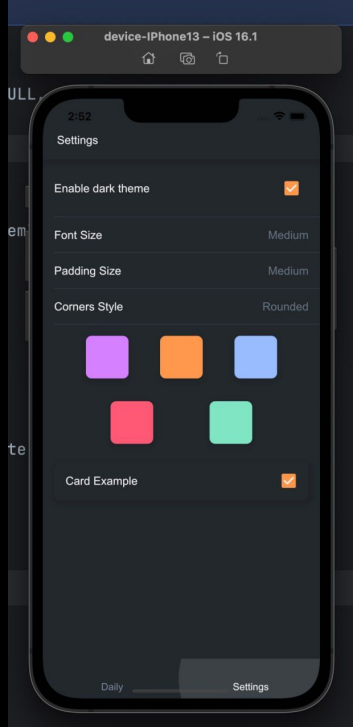 device-IPhone13 – iOS 16.1
ULL
2:52
Settings
Enable dark theme
em
Font Size Medium
Padding Size Medium
Corners Style Rounded
te
Card Example
Daily Settings